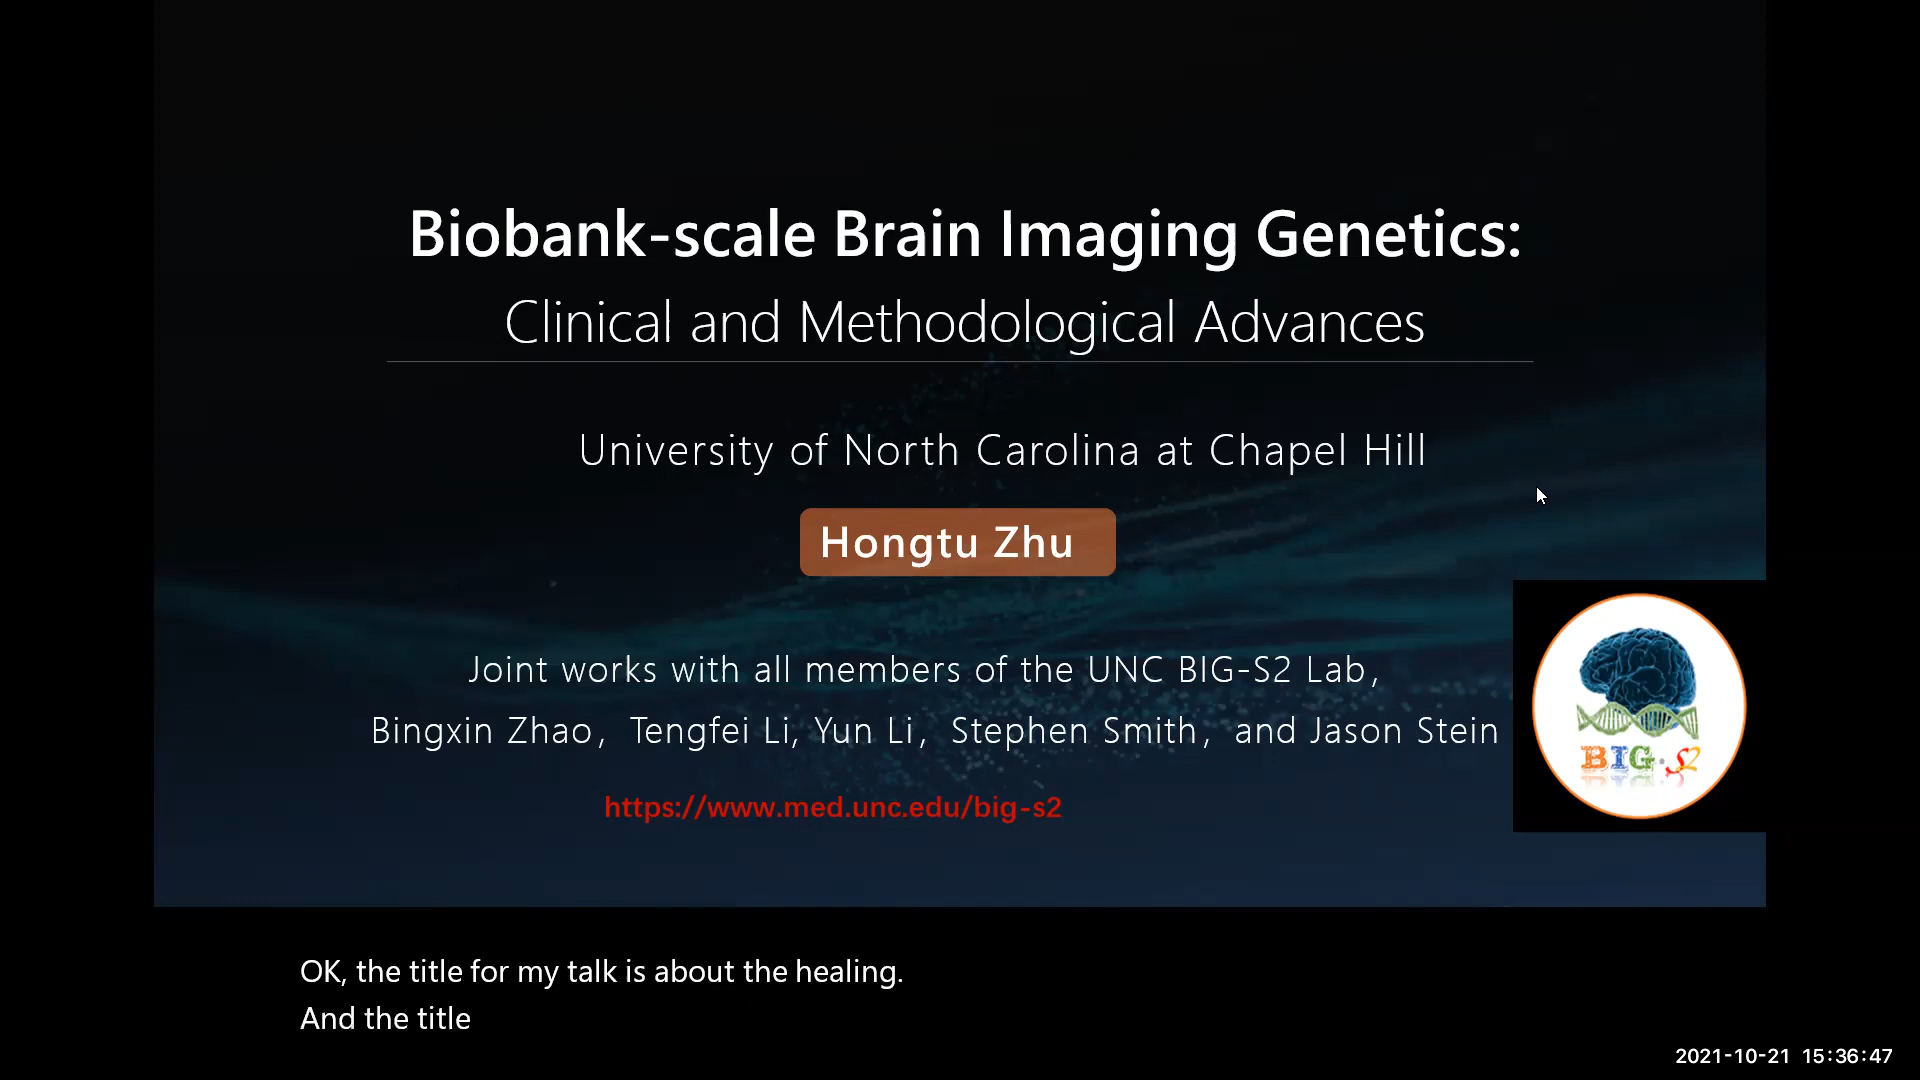 Biobank-scale Brain Imaging Genetics:
Clinical and Methodological Advances
University of North Carolina at Chapel Hill
Hongtu Zhu
Joint works with all members of the UNC BIG-S2 Lab,
Bingxin Zhao, Tengfei Li, Yun Li, Stephen Smith, and Jason Stein
BIG-S2
https://www.med.unc.edu/big-s2
OK, the title for my talk is about the healing.
And the title
2021-10-21 15:36:47